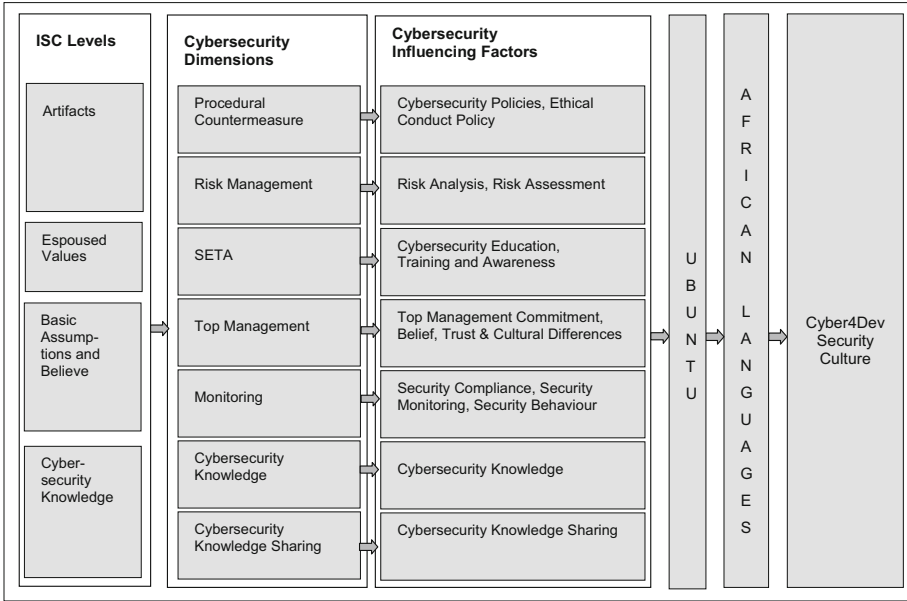 ISC Levels
Artifacts
Espoused
Values
Basic
Assump-
tions and
Believe
Cyber-
security
Knowledge
Cybersecurity
Dimensions
Procedural
Countermeasure
Risk Management
SETA
Top Management
Monitoring
Cybersecurity
Knowledge
Cybersecurity
Knowledge Sharing
Cybersecurity
Influencing Factors
Cybersecurity Policies, Ethical
Conduct Policy
Risk Analysis, Risk Assessment
Cybersecurity Education,
Training and Awareness
Top Management Commitment,
Belief, Trust & Cultural Differences
Security Compliance, Security
Monitoring, Security Behaviour
Cybersecurity Knowledge
Cybersecurity Knowledge Sharing
UBUNTU
AFRICAN LANGUAGES
Cyber4Dev
Security
Culture